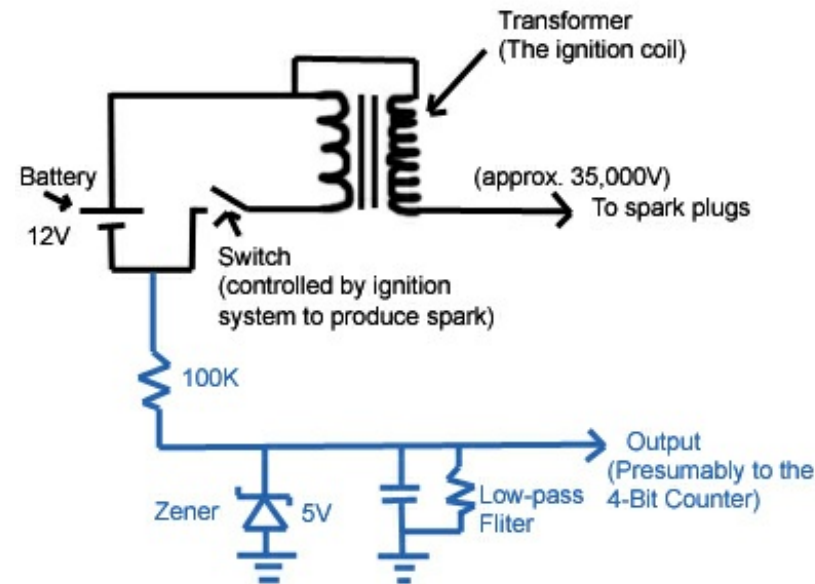 Transformer
(The ignition coil)
Battery
12V
(approx. 35,000V)
To spark plugs
Switch
(controlled by ignition
system to produce spark)
100K
Output
(Presumably to the
4-Bit Counter)
Zener
5V
Low-pass
Fliter